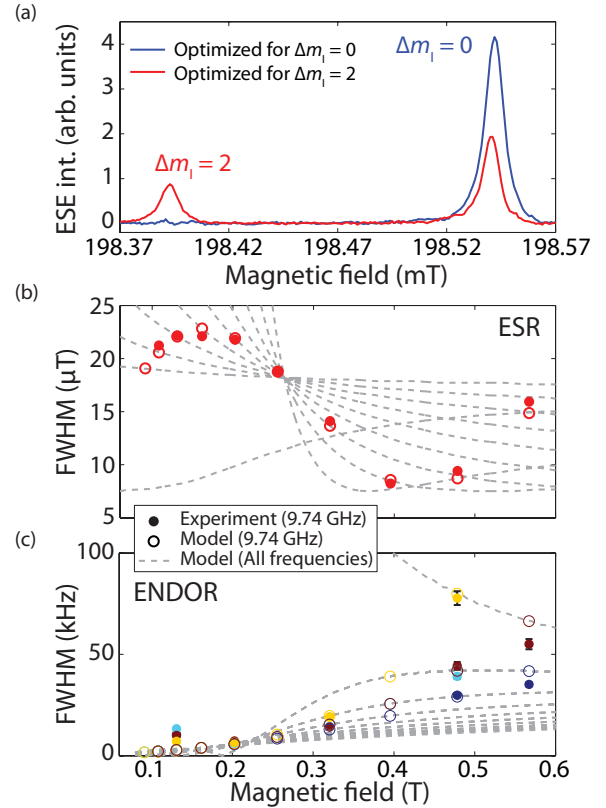 (a)
ESE int. (arb. units)
4
3
2
1
0
Optimized for Δm_I = 0
Optimized for Δm_I = 2
Δm_I = 0
Δm_I = 2
198.37 198.42 198.47 198.52 198.57
Magnetic field (mT)
(b)
FWHM (μT)
25
20
15
10
5
ESR
Experiment (9.74 GHz)
Model (9.74 GHz)
Model (All frequencies)
(c)
FWHM (kHz)
100
50
0
ENDOR
0.1 0.2 0.3 0.4 0.5 0.6
Magnetic field (T)